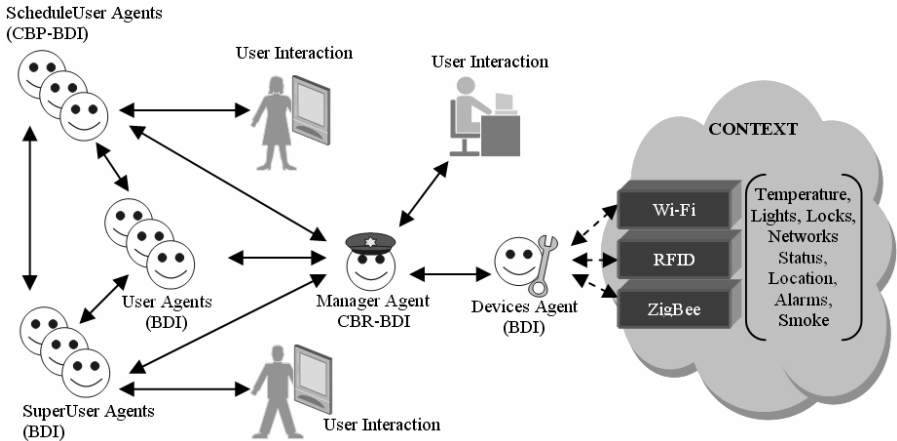 ScheduleUser Agents
(CBP-BDI)
User Interaction
User Interaction
CONTEXT
Wi-Fi
RFID
ZigBee
Temperature,
Lights, Locks,
Networks
Status,
Location,
Alarms,
Smoke
User Agents
(BDI)
Manager Agent
CBR-BDI
Devices Agent
(BDI)
SuperUser Agents
(BDI)
User Interaction